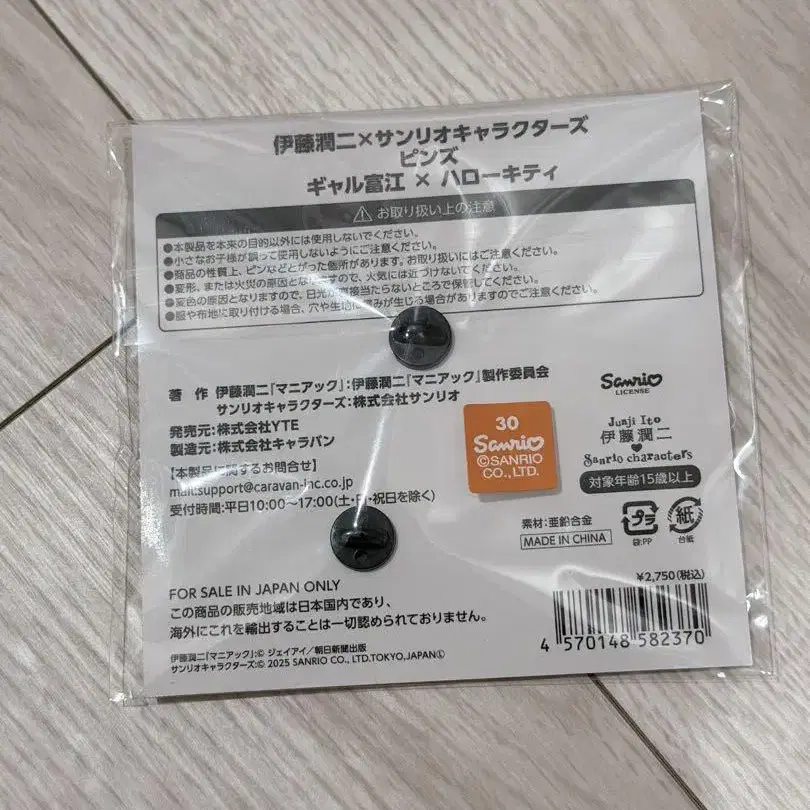 伊藤潤二×サンリオキャラクターズ
ピンズ
ギャル富江 × ハローキティ
お取り扱い上の注意
●本製品を本来の目的以外には使用しないでください。
●小さなお子様が誤って使用しないようにご注意ください。
●商品の性質上、ピンなどとがった個所があります。お取り扱いにはご注意ください。
●変形、または火災の原因となりますので、火気には近づけないでください。
●変色の原因となりますので、日光が直接当たらないところで保管してください。
●服や布地に取り付ける場合、穴や生地に傷みが生じる場合がありますのでご注意ください。
著 作 伊藤潤二『マニアック』:伊藤潤二『マニアック』製作委員会
サンリオキャラクターズ:株式会社サンリオ
発売元:株式会社YTE
製造元:株式会社キャラバン
【本製品に関するお問合せ】
mail:support@caravan-inc.co.jp
受付時間:平日10:00〜17:00(土・日・祝日を除く)
30
Sanrio
©SANRIO
CO., LTD.
Sanrio
LICENSE
Junji Ito
伊藤潤二
Sanrio characters
対象年齢15歳以上
素材:亜鉛合金
MADE IN CHINA
プラ
袋:PP
紙
台紙
FOR SALE IN JAPAN ONLY
この商品の販売地域は日本国内であり、
海外にこれを輸出することは一切認められておりません。
伊藤潤二『マニアック』:© ジェイアイ/朝日新聞出版
サンリオキャラクターズ:© 2025 SANRIO CO., LTD.TOKYO,JAPAN Ⓛ
¥2,750(税込)
4 570148 582370